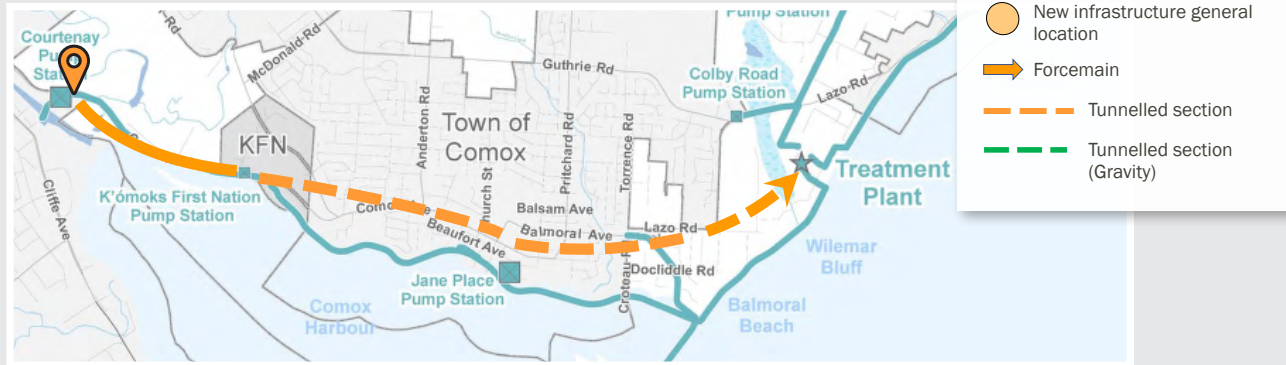 Pump Station
Courtenay
Station
McDonald-Rd
Guthrie Rd
Colby Road
Pump Station
Lazo-Rd
Anderton Rd
Town of
Comox
Pritchard Rd
Torrence Rd
KFN
Treatment
Plant
Cliffe-Ave
K'ómoks First Nation
Pump Station
Ave
Church St
Balsam Ave
Balmoral Ave
Beaufort Ave
Lazo Rd
Docliddle Rd
Wilemar
Bluff
Jane Place
Pump Station
Comox
Harbour
Balmoral
Beach
New infrastructure general
location
Forcemain
Tunnelled section
Tunnelled section
(Gravity)